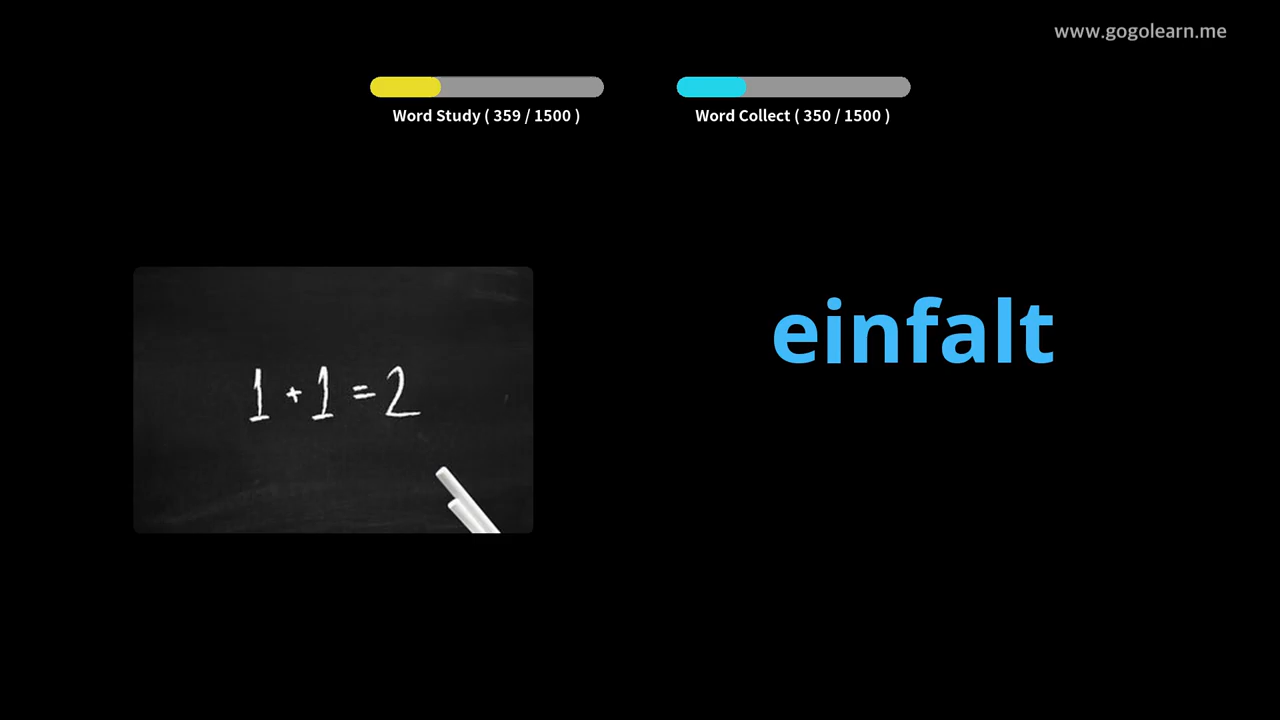 www.gogolearn.me
Word Study ( 359 / 1500 )
Word Collect ( 350 / 1500 )
einfalt
1 + 1 = 2